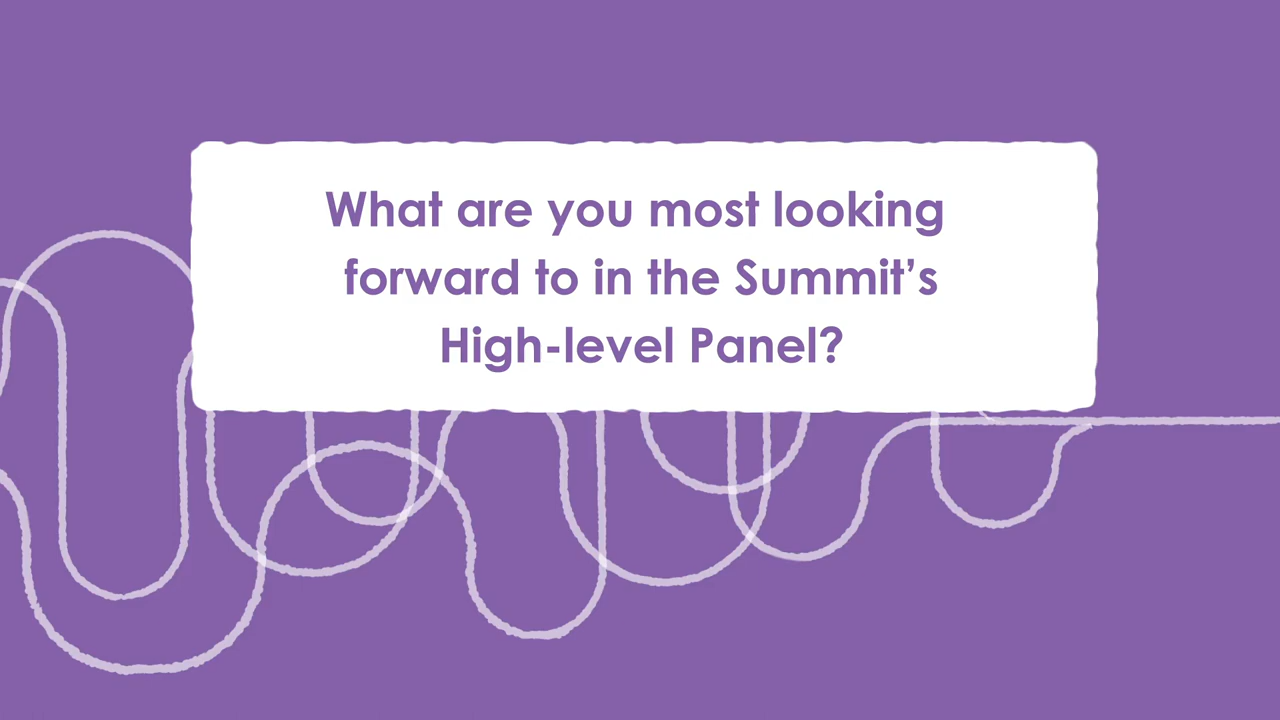 What are you most looking
forward to in the Summit’s
High-level Panel?